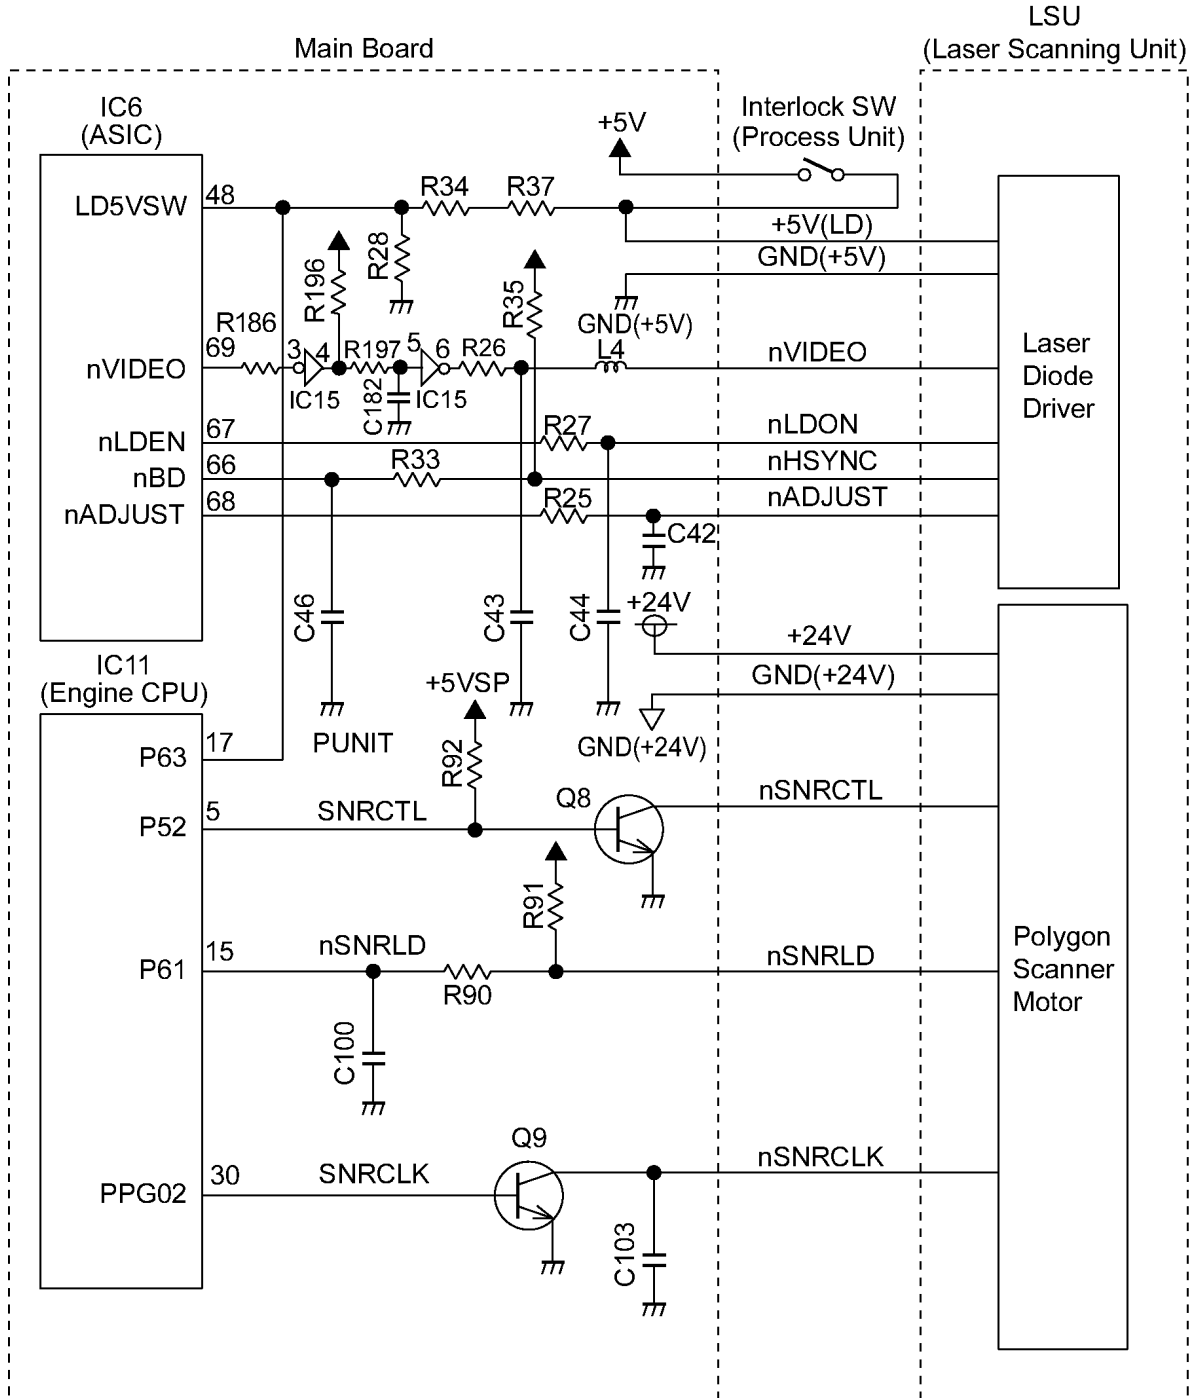 LSU
(Laser Scanning Unit)
Main Board
IC6
(ASIC)
Interlock SW
(Process Unit)
+5V
LD5VSW
48
R34
R37
+5V(LD)
GND(+5V)
R28
R196
R35
GND(+5V)
R186
69
nVIDEO
3
4
R197
5
6
R26
L4
nVIDEO
IC15
C182
IC15
Laser
Diode
Driver
nLDEN
67
R27
nLDON
nBD
66
R33
nHSYNC
nADJUST
68
R25
nADJUST
C42
C46
C43
C44
+24V
+24V
GND(+24V)
GND(+24V)
IC11
(Engine CPU)
+5VSP
PUNIT
P63
17
R92
P52
5
SNRCTL
Q8
nSNRCTL
R91
P61
15
nSNRLD
R90
nSNRLD
Polygon
Scanner
Motor
C100
Q9
PPG02
30
SNRCLK
nSNRCLK
C103